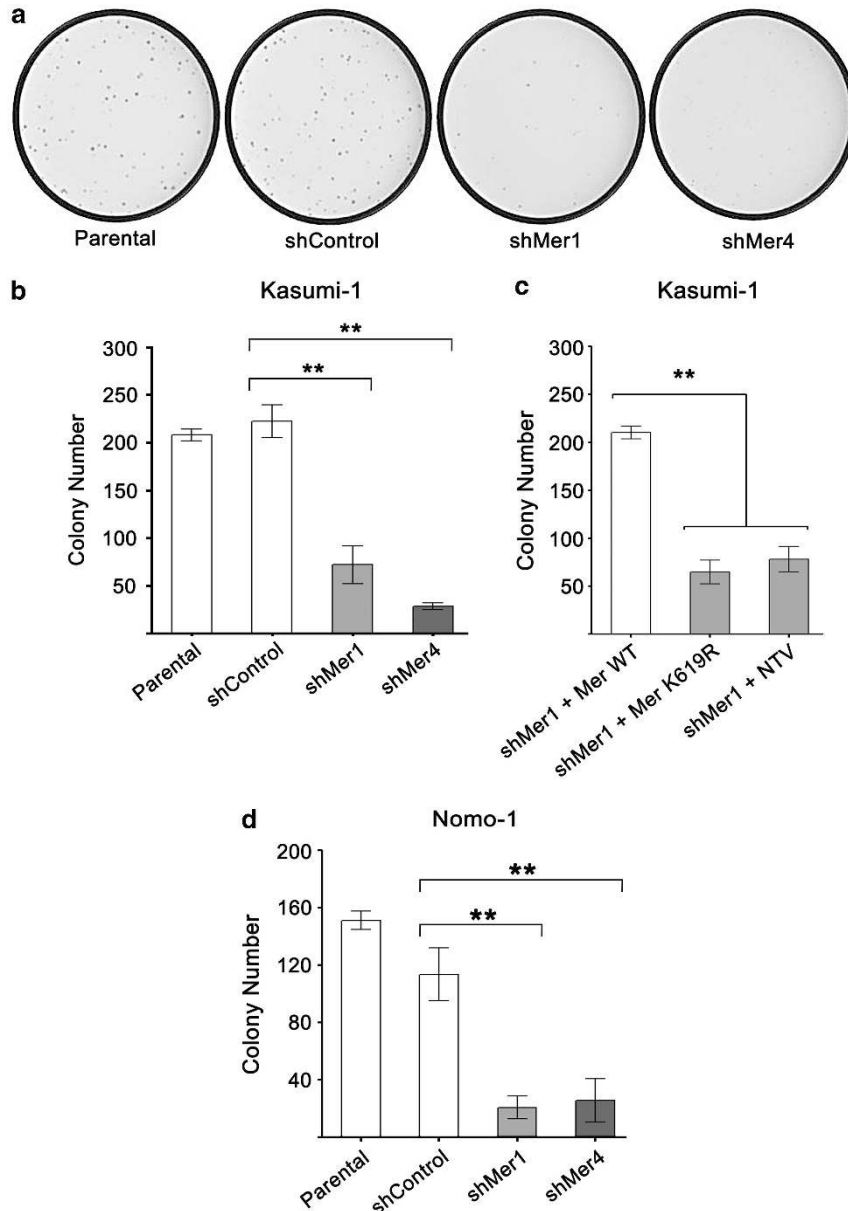 a
Parental shControl shMer1 shMer4
b
Kasumi-1
**
**
300
250
200
150
100
50
Colony Number
Parental shControl shMer1 shMer4
c
Kasumi-1
**
300
250
200
150
100
50
Colony Number
shMer1 + Mer WT
shMer1 + Mer K619R
shMer1 + NTV
d
Nomo-1
**
**
200
160
120
80
40
Colony Number
Parental shControl shMer1 shMer4